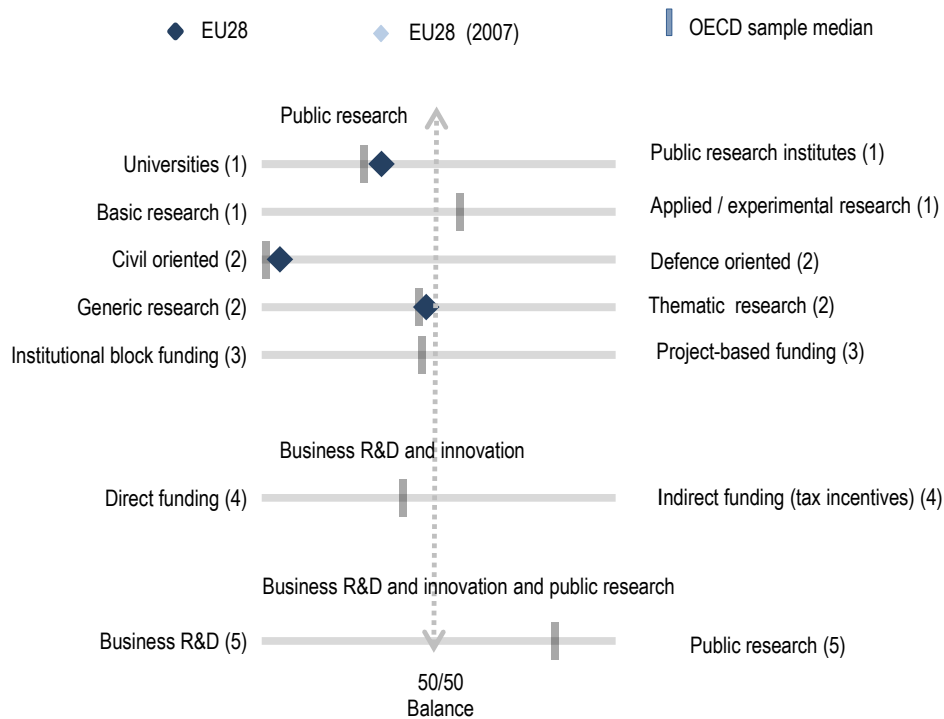 EU28
EU28 (2007)
OECD sample median
Public research
Universities (1)
Public research institutes (1)
Basic research (1)
Applied / experimental research (1)
Civil oriented (2)
Defence oriented (2)
Generic research (2)
Thematic research (2)
Institutional block funding (3)
Project-based funding (3)
Business R&D and innovation
Direct funding (4)
Indirect funding (tax incentives) (4)
Business R&D and innovation and public research
Business R&D (5)
Public research (5)
50/50
Balance